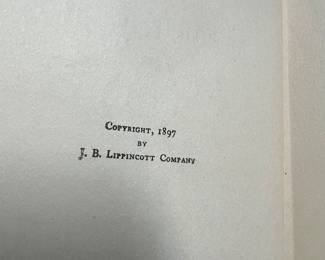 Copyright, 1897
by
J. B. Lippincott Company